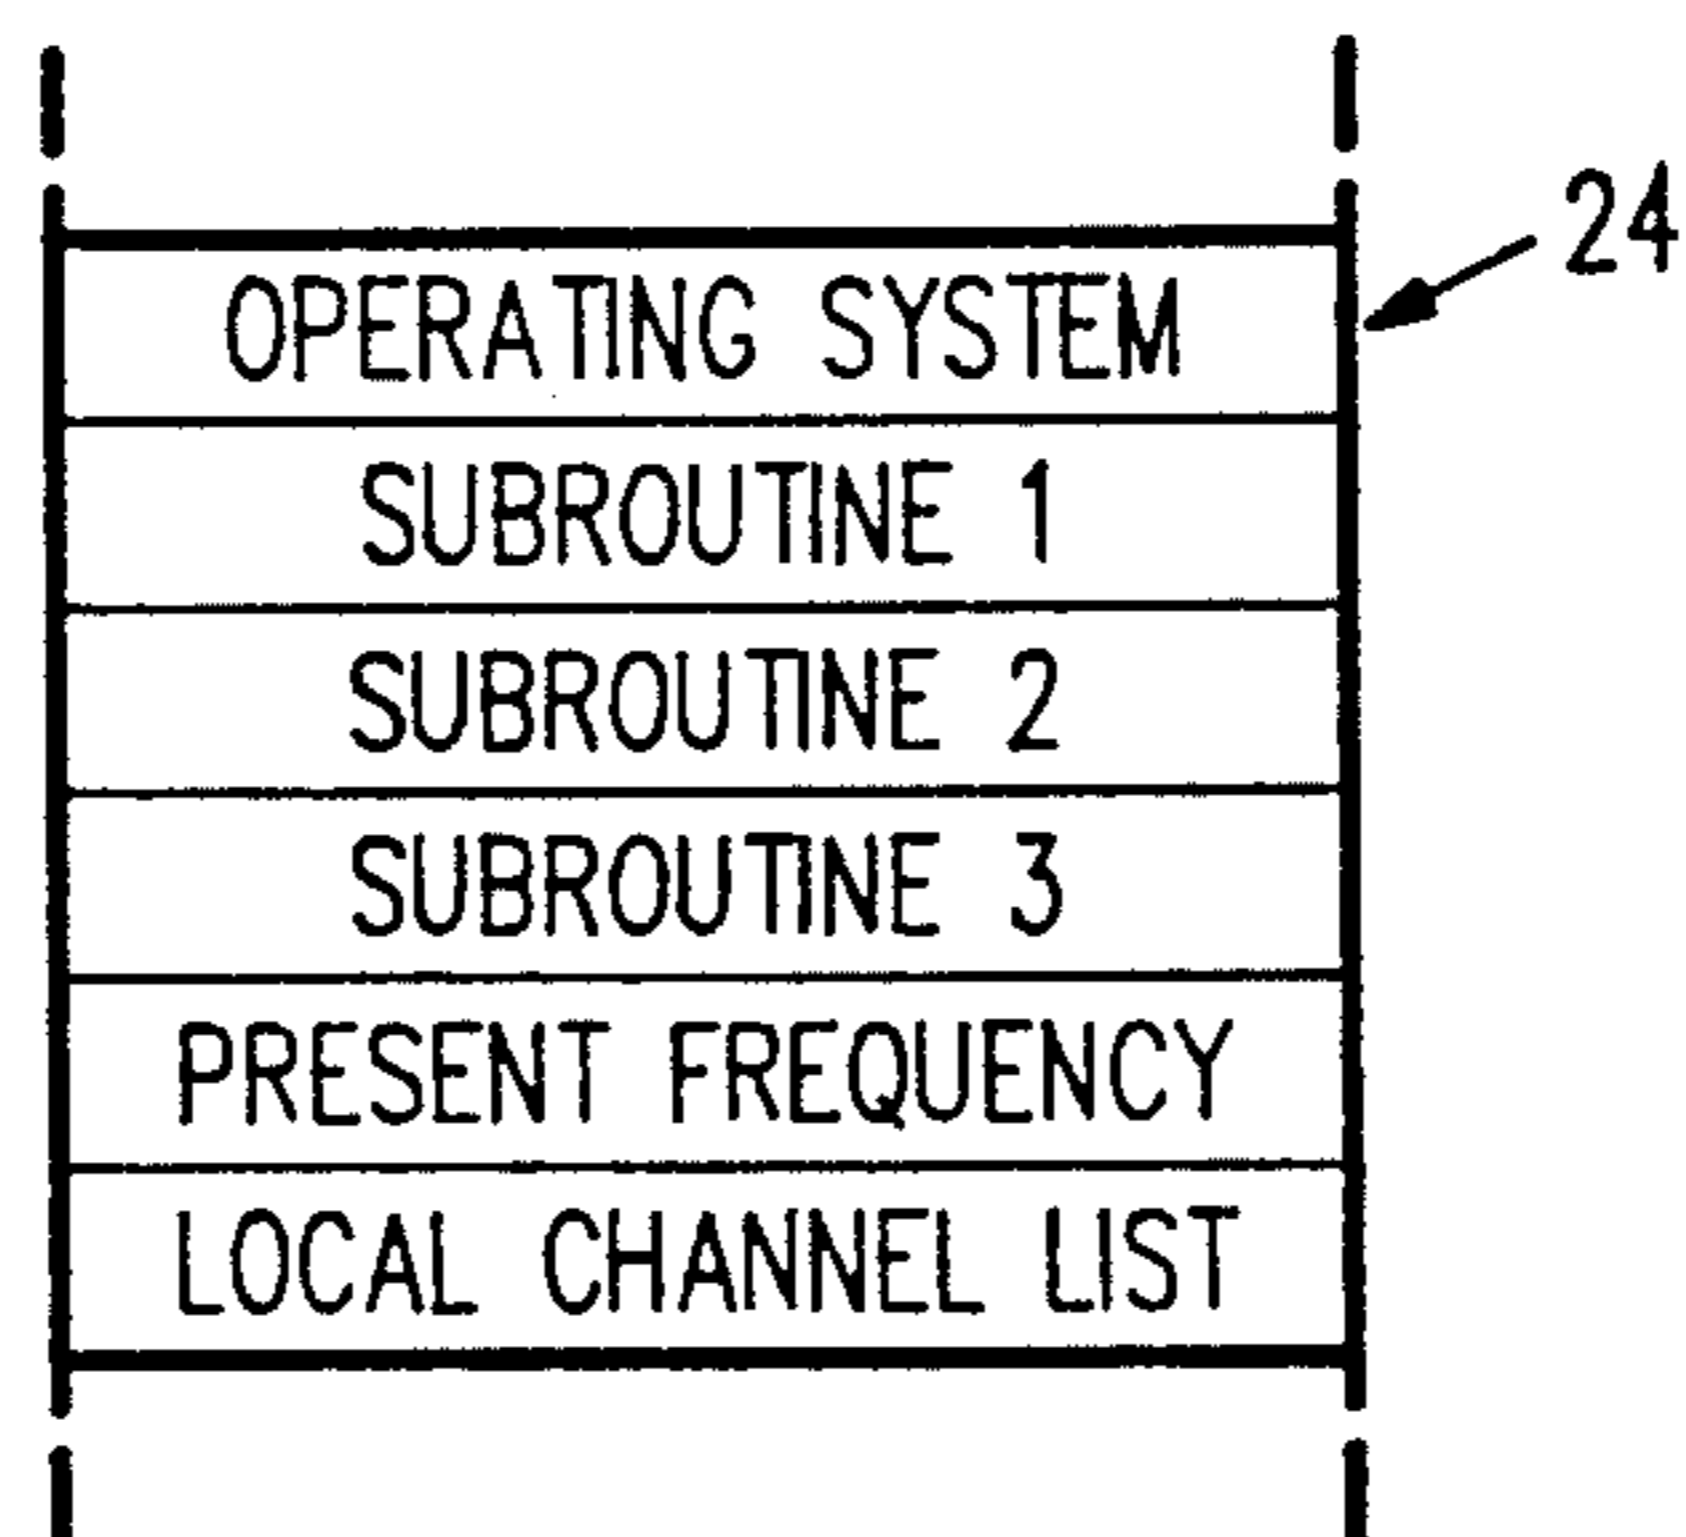 24
OPERATING SYSTEM
SUBROUTINE 1
SUBROUTINE 2
SUBROUTINE 3
PRESENT FREQUENCY
LOCAL CHANNEL LIST